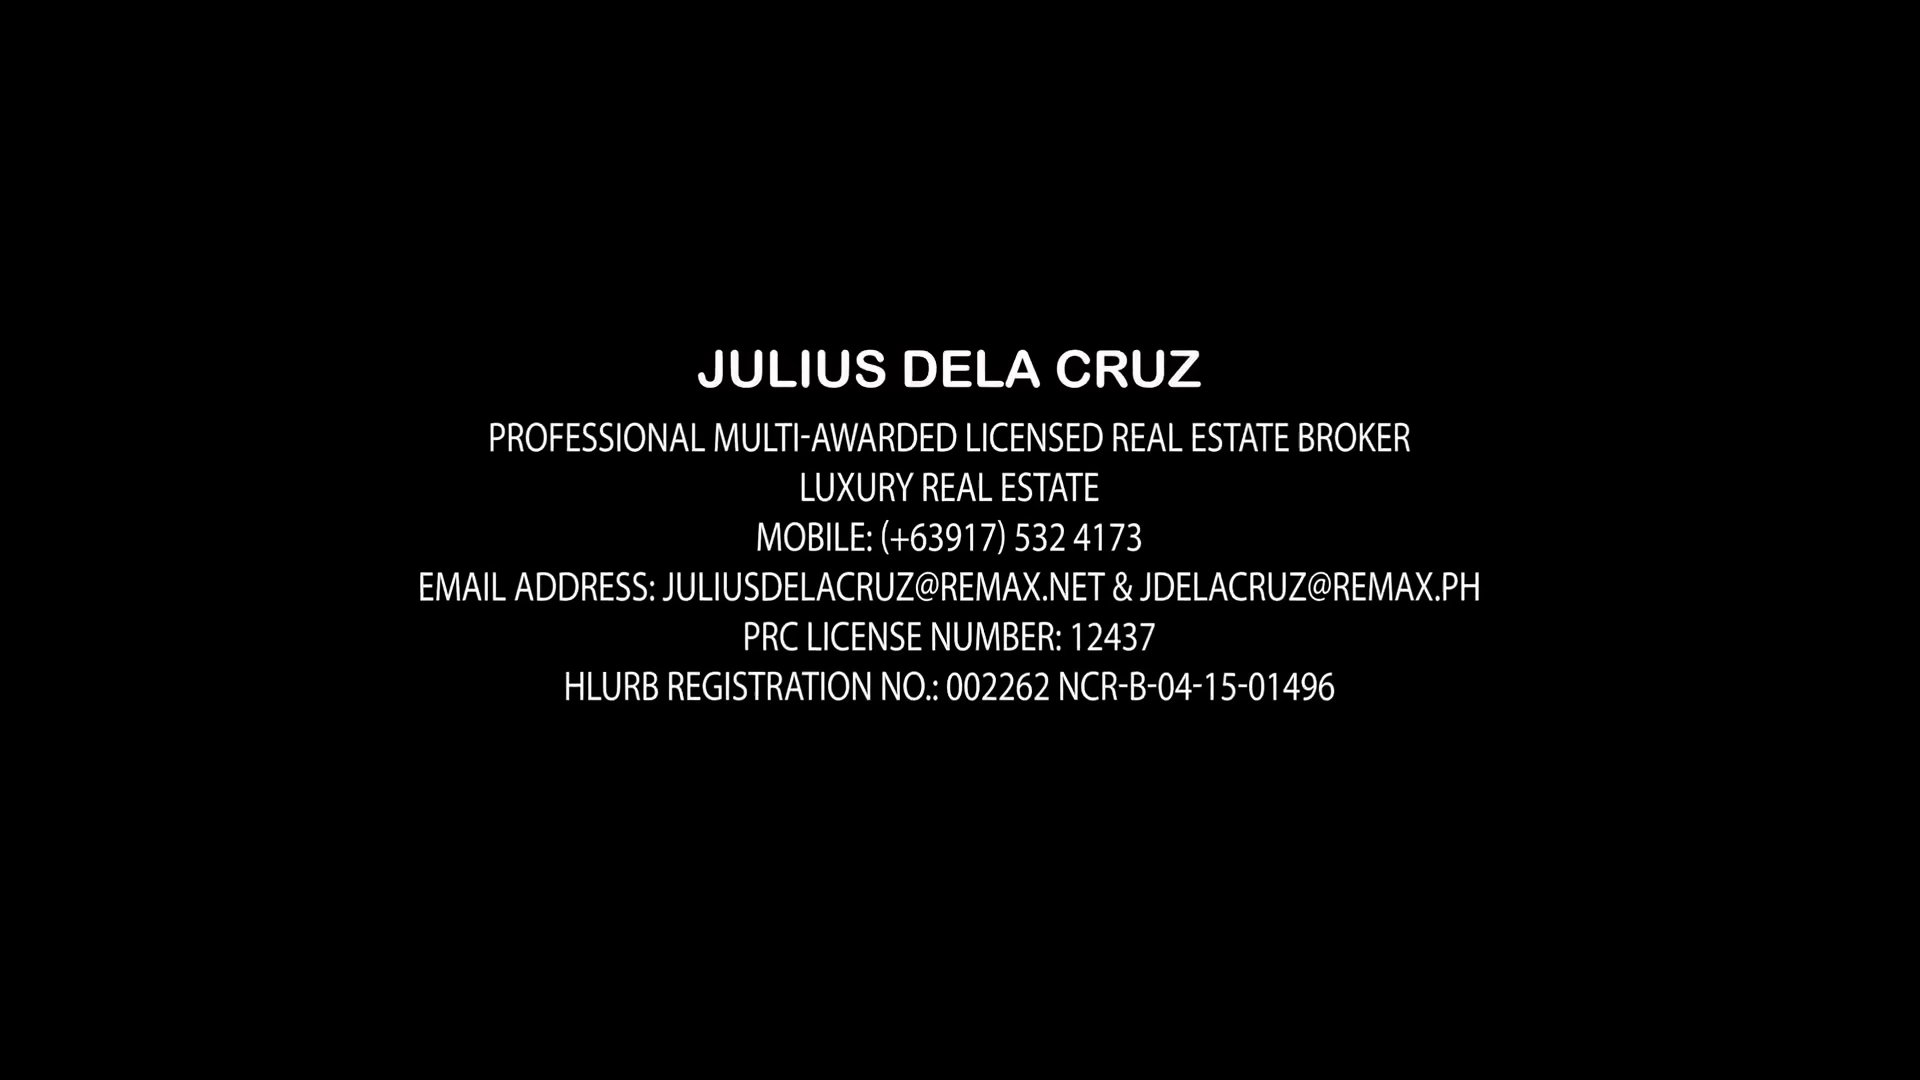 JULIUS DELA CRUZ
PROFESSIONAL MULTI-AWARDED LICENSED REAL ESTATE BROKER
LUXURY REAL ESTATE
MOBILE: (+63917) 532 4173
EMAIL ADDRESS: JULIUSDELACRUZ@REMAX.NET & JDELACRUZ@REMAX.PH
PRC LICENSE NUMBER: 12437
HLURB REGISTRATION NO.: 002262 NCR-B-04-15-01496